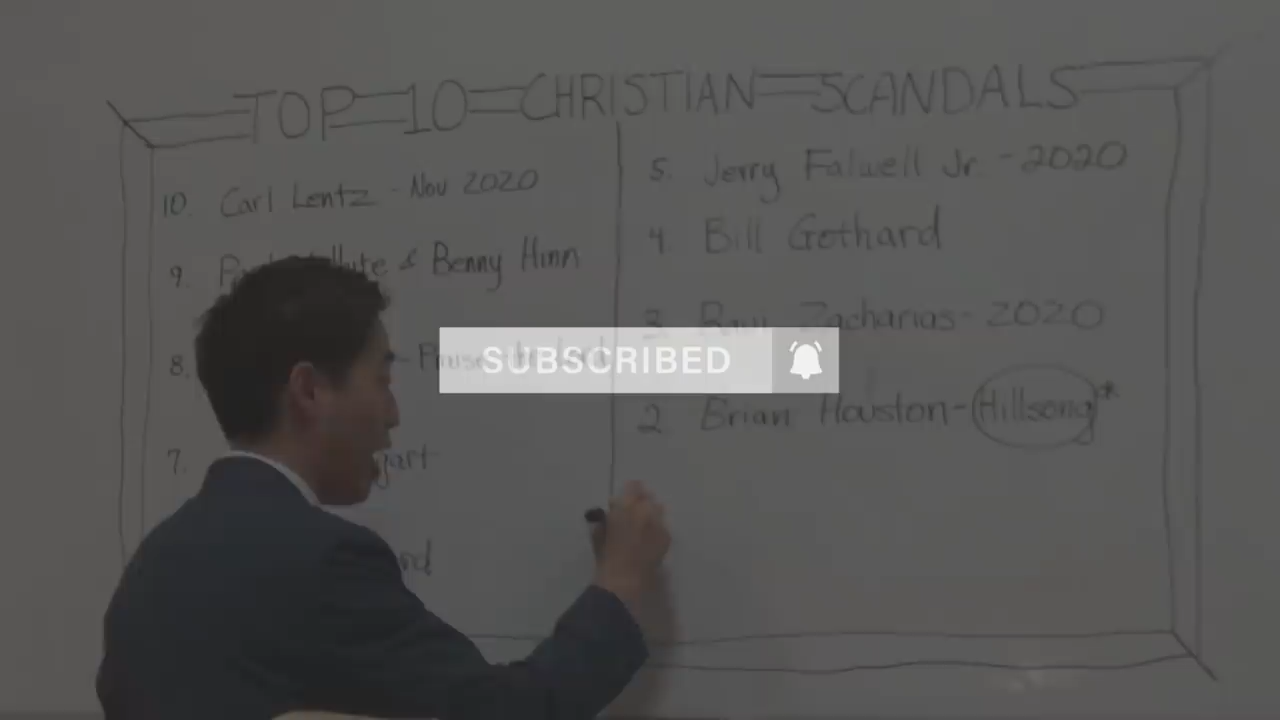 TOP 10 CHRISTIAN SCANDALS
10. Carl Lentz - Nov 2020
9. & Benny Hinn
8.
7.
5. Jerry Falwell Jr. - 2020
4. Bill Gothard
3. Ravi Zacharias - 2020
2 Brian Houston - Hillsong*
SUBSCRIBED